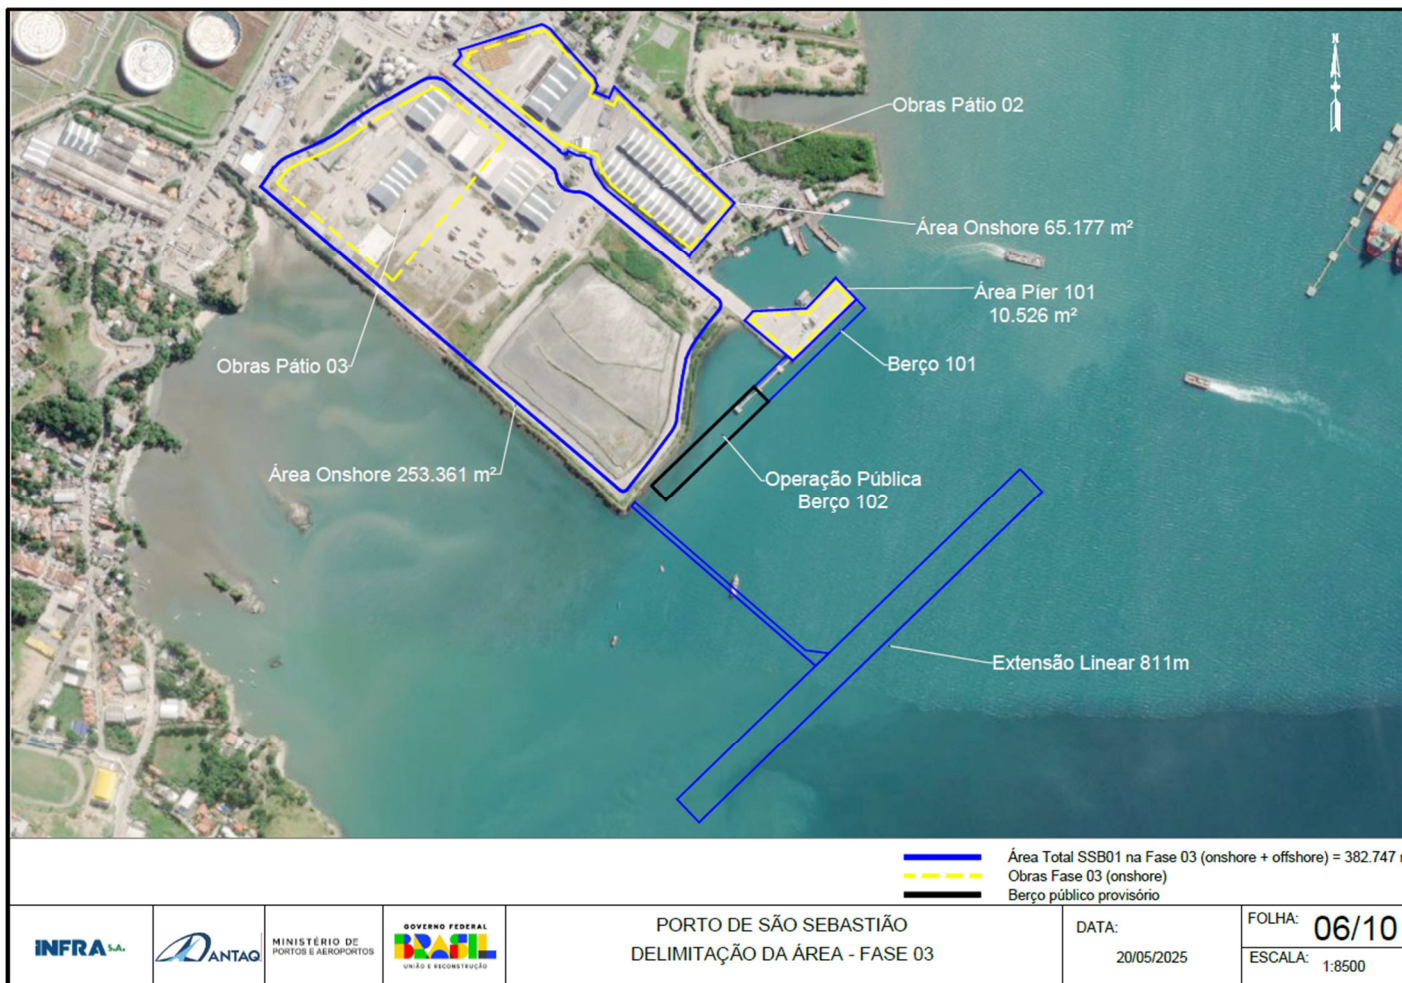 N
Obras Pátio 02
Área Onshore 65.177 m²
Área Píer 101
10.526 m²
Berço 101
Obras Pátio 03
Área Onshore 253.361 m²
Operação Pública
Berço 102
Extensão Linear 811m
Área Total SSB01 na Fase 03 (onshore + offshore) = 382.747
Obras Fase 03 (onshore)
Berço público provisório
INFRA S.A.
ANTAQ
MINISTÉRIO DE
PORTOS E AEROPORTOS
GOVERNO FEDERAL
BRASIL
UNIÃO E RECONSTRUÇÃO
PORTO DE SÃO SEBASTIÃO
DELIMITAÇÃO DA ÁREA - FASE 03
DATA:
20/05/2025
FOLHA: 06/10
ESCALA: 1:8500